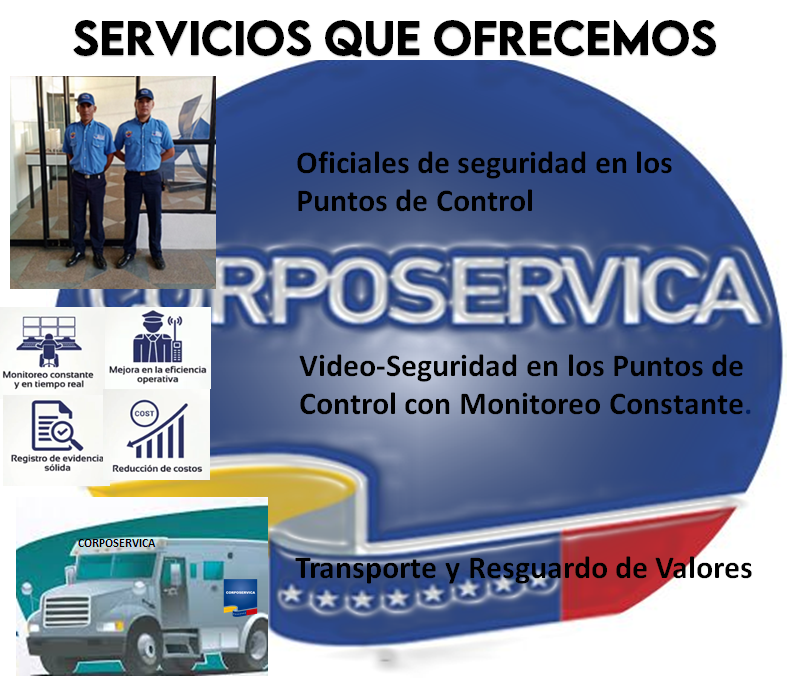 SERVICIOS QUE OFRECEMOS
Oficiales de seguridad en los
Puntos de Control
CORPOSERVICA
Monitoreo constante
y en tiempo real
Mejora en la eficiencia
operativa
Video-Seguridad en los Puntos de
Control con Monitoreo Constante.
COST
Registro de evidencia
sólida
Reducción de costos
CORPOSERVICA
CORPOSERVICA
Transporte y Resguardo de Valores